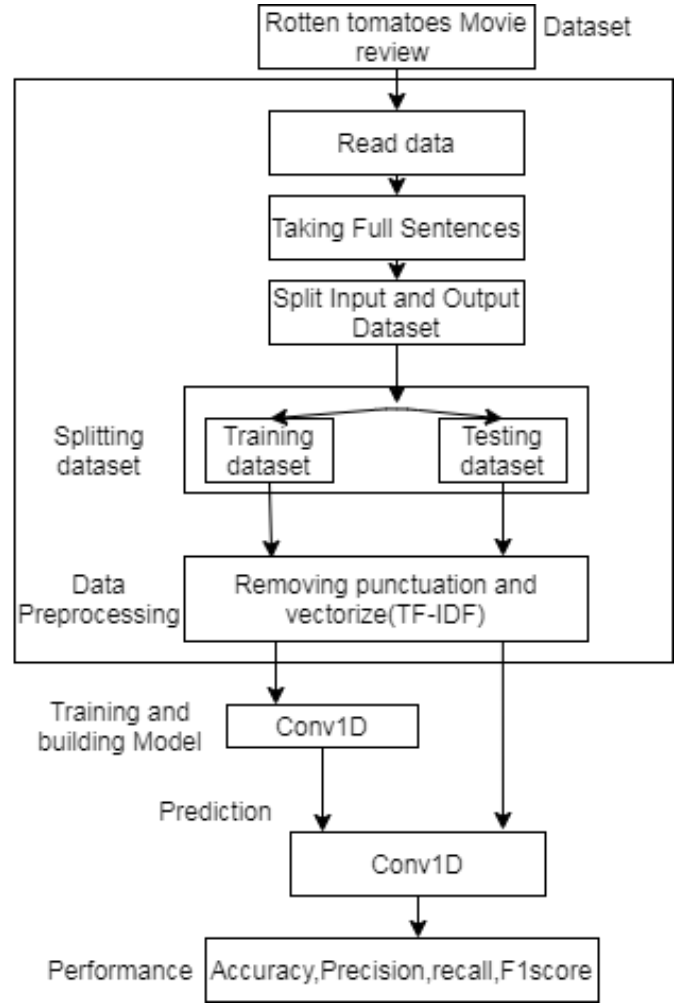 Rotten tomatoes Movie
review
Dataset
Read data
Taking Full Sentences
Split Input and Output
Dataset
Splitting
dataset
Training
dataset
Testing
dataset
Data
Preprocessing
Removing punctuation and
vectorize(TF-IDF)
Training and
building Model
Conv1D
Prediction
Conv1D
Performance
Accuracy,Precision,recall,F1score